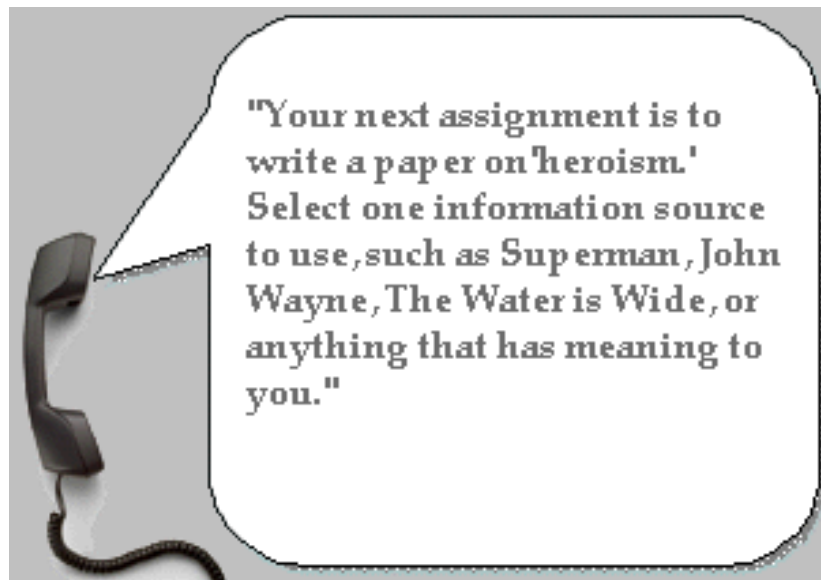 "Your next assignment is to
write a paper on 'heroism.'
Select one information source
to use, such as Superman, John
Wayne, The Water is Wide, or
anything that has meaning to
you."